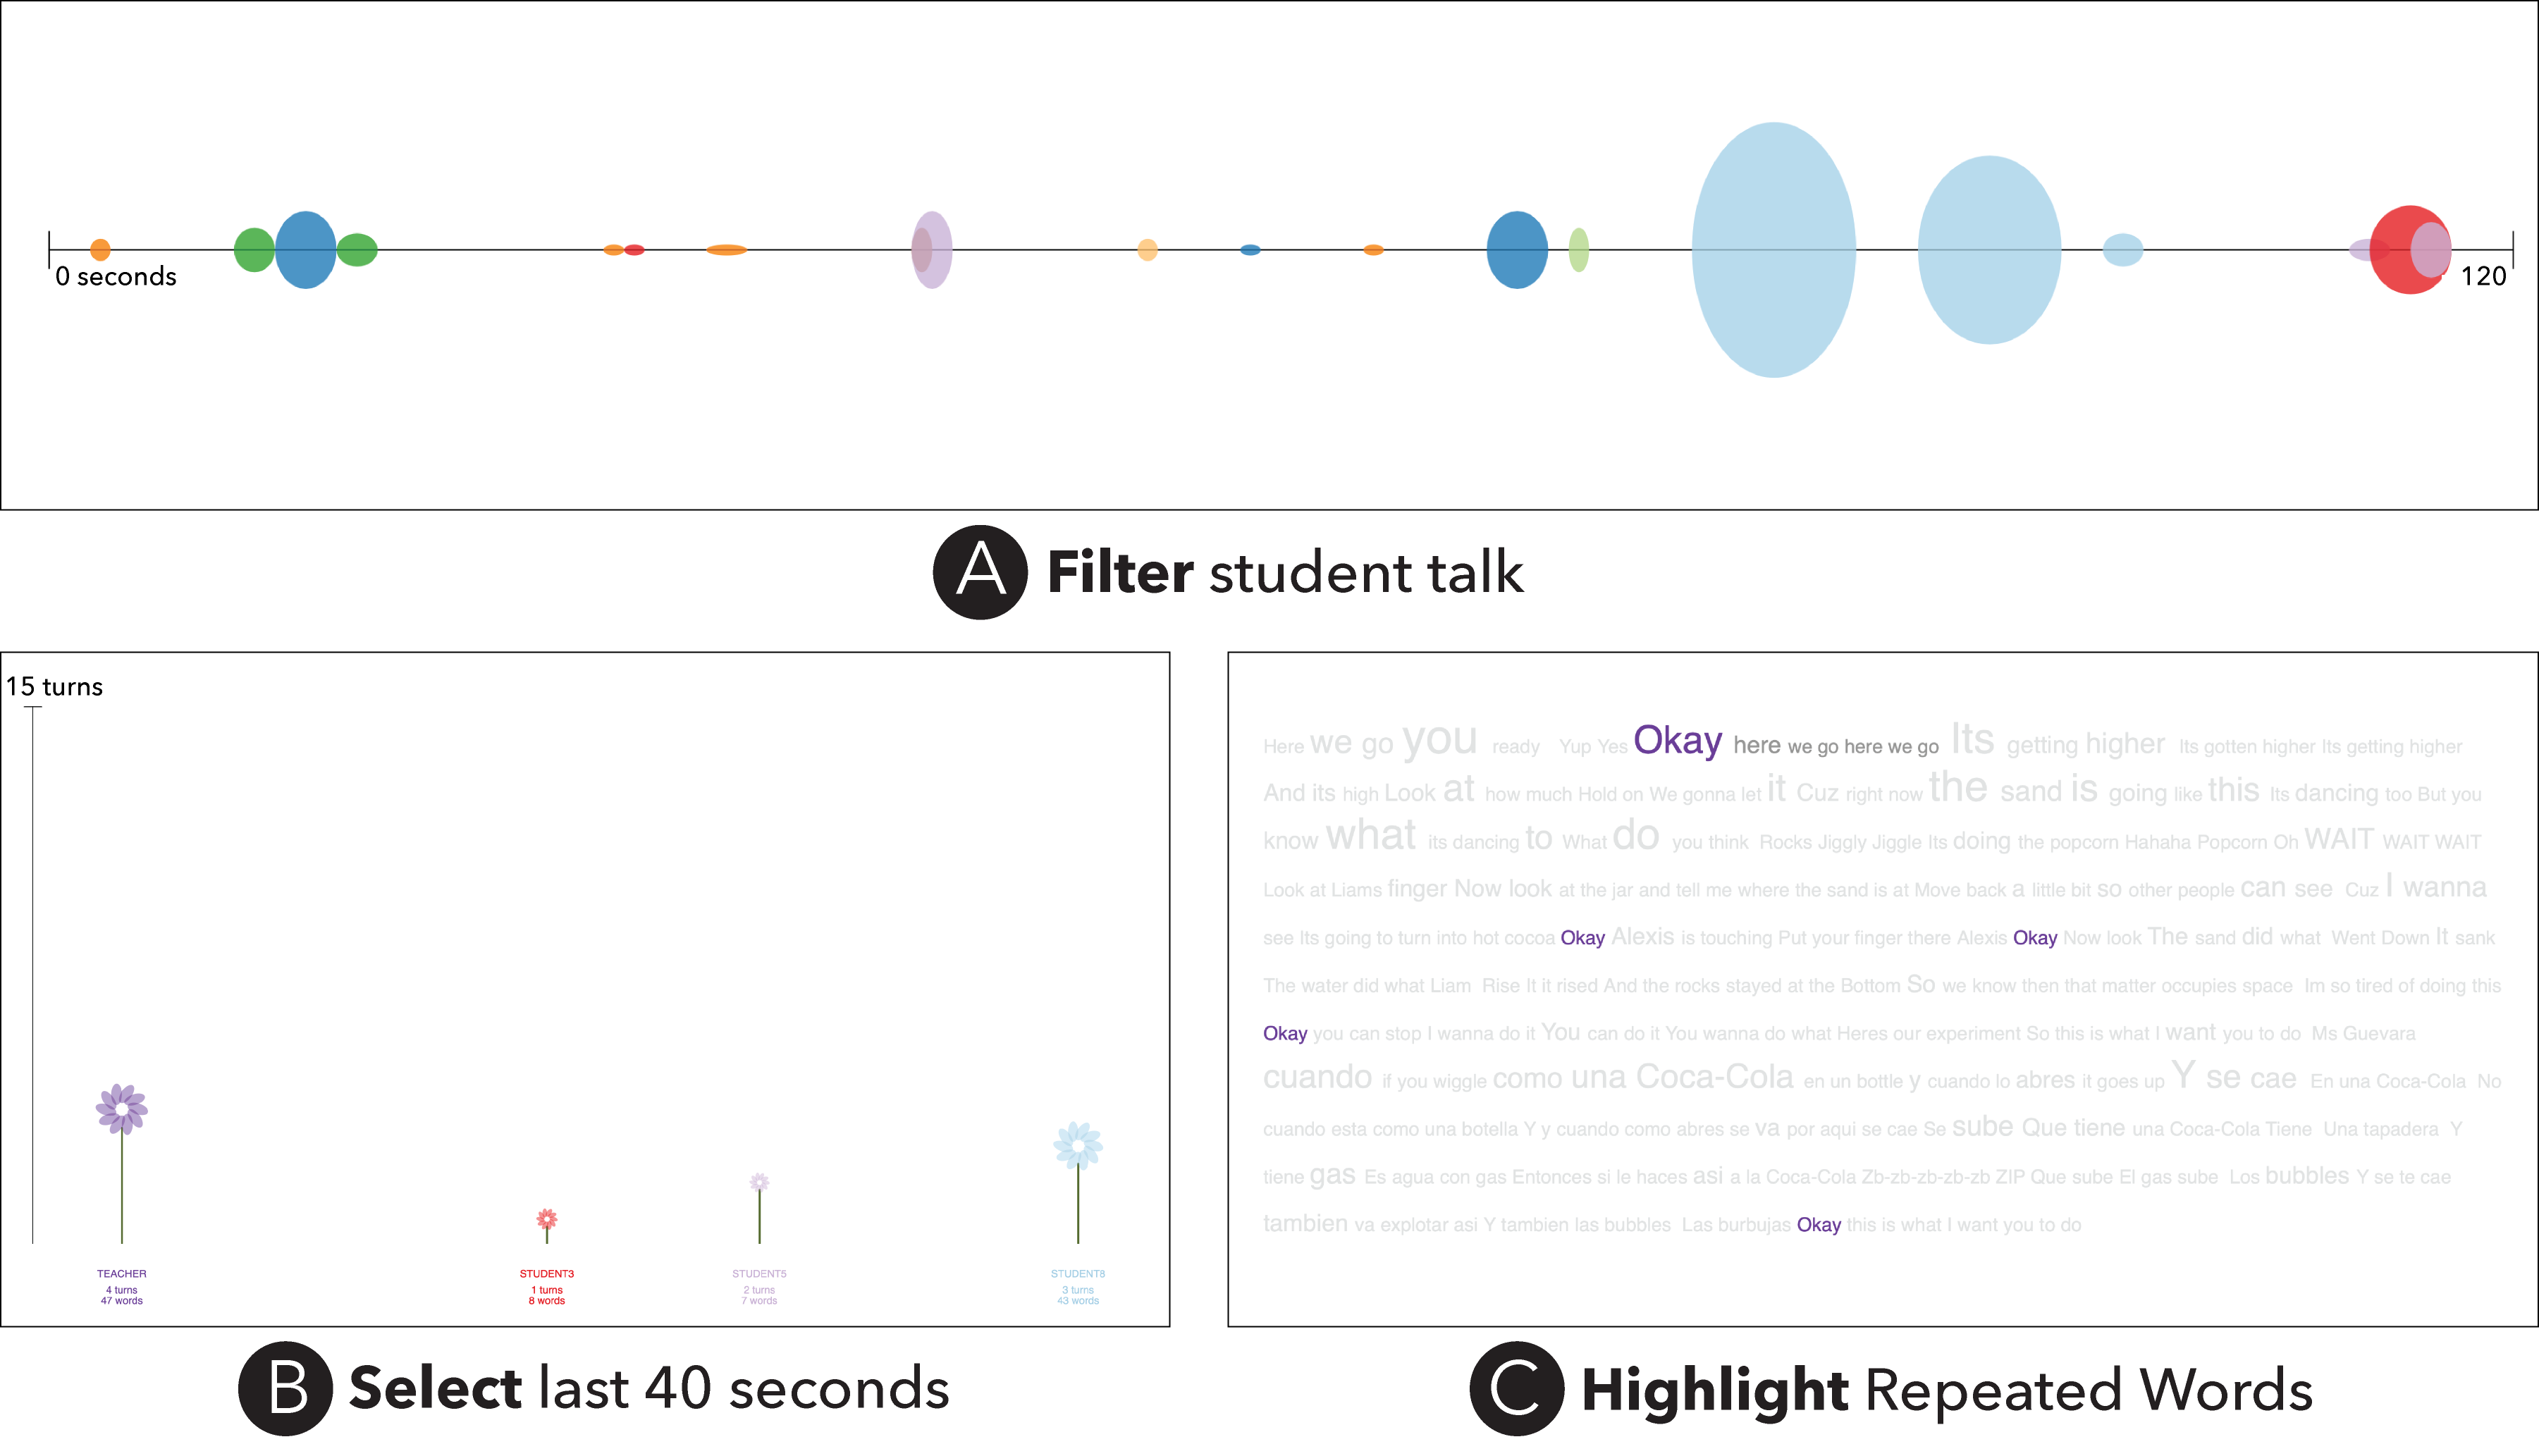 0 seconds
120
A Filter student talk
15 turns
TEACHER
4 turns
47 words
STUDENT3
1 turns
8 words
STUDENT5
2 turns
7 words
STUDENT8
3 turns
43 words
B Select last 40 seconds
Here we go you ready Yup Yes Okay here we go here we go Its getting higher Its gotten higher Its getting higher
And its high Look at how much Hold on We gonna let it Cuz right now the sand is going like this Its dancing too But you
know what its dancing to What do you think Rocks Jiggly Jiggle Its doing the popcorn Hahaha Popcorn Oh WAIT WAIT WAIT
Look at Liams finger Now look at the jar and tell me where the sand is at Move back a little bit so other people can see Cuz I wanna
see Its going to turn into hot cocoa Okay Alexis is touching Put your finger there Alexis Okay Now look The sand did what Went Down It sank
The water did what Liam Rise It it rised And the rocks stayed at the Bottom So we know then that matter occupies space Im so tired of doing this
Okay you can stop I wanna do it You can do it You wanna do what Heres our experiment So this is what I want you to do Ms Guevara
cuando if you wiggle como una Coca-Cola en un bottle y cuando lo abres it goes up Y se cae En una Coca-Cola No
cuando esta como una botella Y y cuando como abres se va por aqui se cae Se sube Que tiene una Coca-Cola Tiene Una tapadera Y
tiene gas Es agua con gas Entonces si le haces asi a la Coca-Cola Zb-zb-zb-zb-zb ZIP Que sube El gas sube Los bubbles Y se te cae
tambien va explotar asi Y tambien las bubbles Las burbujas Okay this is what I want you to do
C Highlight Repeated Words